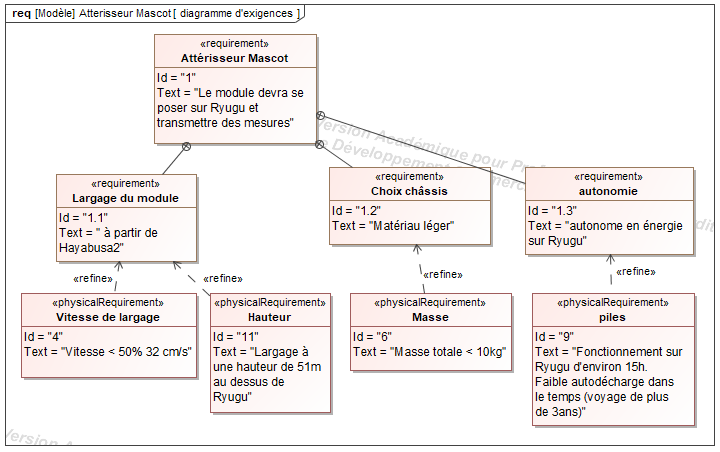 req [Modèle] Atterisseur Mascot [ diagramme d'exigences ]
«requirement»
Attérisseur Mascot
Id = "1"
Text = "Le module devra se
poser sur Ryugu et
transmettre des mesures"
Version Académique pour
Développement
«requirement»
Largage du module
Id = "1.1"
Text = " à partir de
Hayabusa2"
«requirement»
Choix châssis
Id = "1.2"
Text = "Matériau léger"
«requirement»
autonomie
Id = "1.3"
Text = "autonome en énergie
sur Ryugu"
«refine»
«refine»
«refine»
«refine»
«physicalRequirement»
Vitesse de largage
Id = "4"
Text = "Vitesse < 50% 32 cm/s"
«physicalRequirement»
Hauteur
Id = "11"
Text = "Largage à
une hauteur de 51m
au dessus de
Ryugu"
«physicalRequirement»
Masse
Id = "6"
Text = "Masse totale < 10kg"
«physicalRequirement»
piles
Id = "9"
Text = "Fonctionnement sur
Ryugu d'environ 15h.
Faible autodécharge dans
le temps (voyage de plus
de 3ans)"